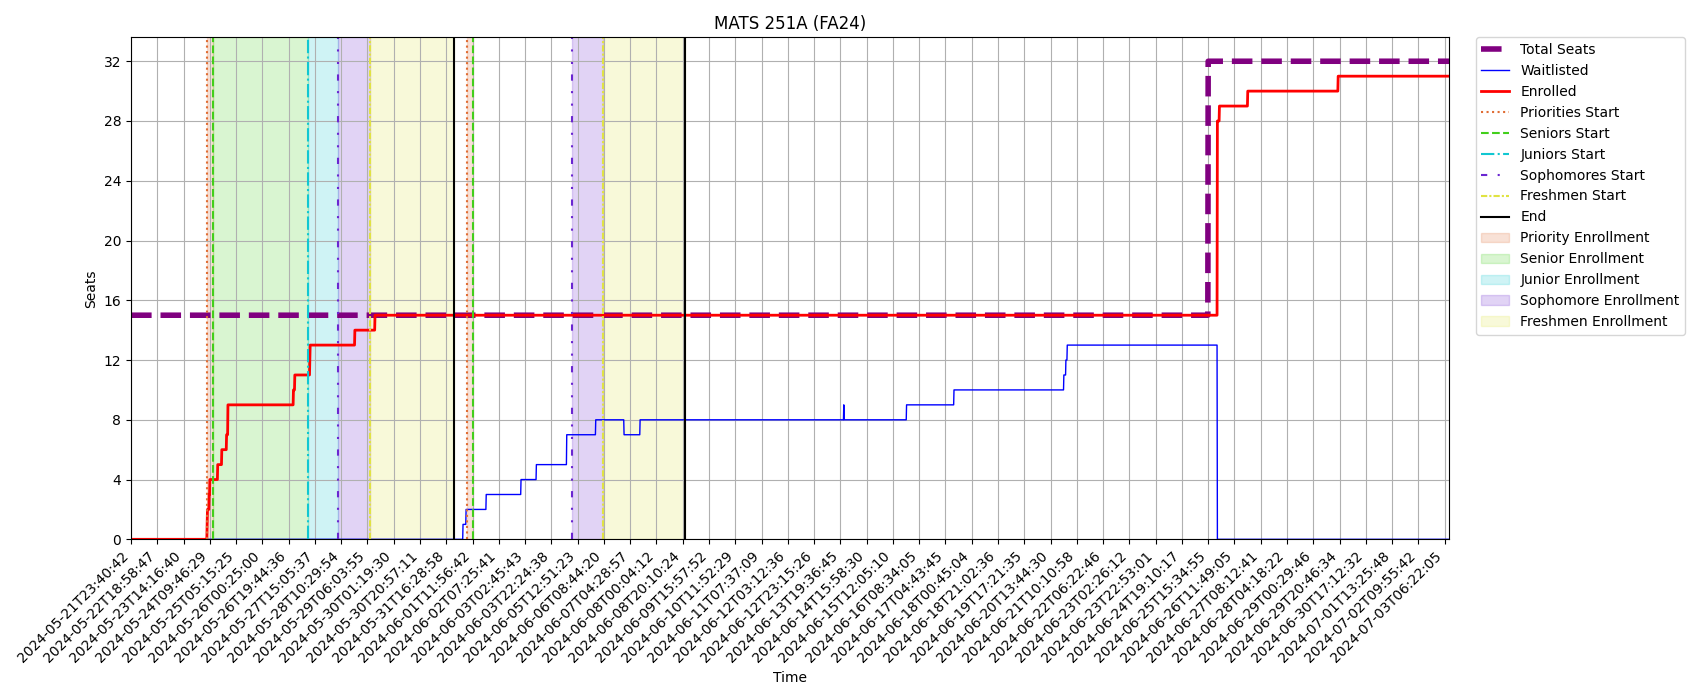 MATS 251A (FA24)
Seats
32
28
24
20
16
12
8
4
0
2024-05-21T23:40:42
2024-05-22T18:58:47
2024-05-23T14:16:40
2024-05-24T09:46:29
2024-05-25T05:15:25
2024-05-26T00:25:00
2024-05-26T19:44:36
2024-05-27T15:05:37
2024-05-28T10:29:54
2024-05-29T06:03:55
2024-05-30T01:19:30
2024-05-30T20:57:11
2024-05-31T16:28:56
2024-06-01T11:56:42
2024-06-02T07:25:41
2024-06-03T02:45:43
2024-06-03T22:24:38
2024-06-05T12:51:23
2024-06-06T08:44:20
2024-06-07T04:28:57
2024-06-08T00:04:12
2024-06-08T20:10:24
2024-06-09T15:57:52
2024-06-10T11:52:29
2024-06-11T07:37:09
2024-06-12T03:12:36
2024-06-12T23:15:26
2024-06-13T19:36:45
2024-06-14T15:58:30
2024-06-15T12:05:10
2024-06-16T08:34:05
2024-06-17T04:43:45
2024-06-18T00:45:04
2024-06-18T21:02:36
2024-06-19T17:21:35
2024-06-20T13:44:30
2024-06-21T10:10:58
2024-06-22T06:22:46
2024-06-23T02:26:12
2024-06-23T22:53:01
2024-06-24T19:10:17
2024-06-25T15:34:55
2024-06-26T11:49:05
2024-06-27T08:12:41
2024-06-28T04:18:22
2024-06-29T00:29:46
2024-06-29T20:46:34
2024-06-30T17:12:32
2024-07-01T13:25:48
2024-07-02T09:55:42
2024-07-03T06:22:05
Time
Total Seats
Waitlisted
Enrolled
Priorities Start
Seniors Start
Juniors Start
Sophomores Start
Freshmen Start
End
Priority Enrollment
Senior Enrollment
Junior Enrollment
Sophomore Enrollment
Freshmen Enrollment